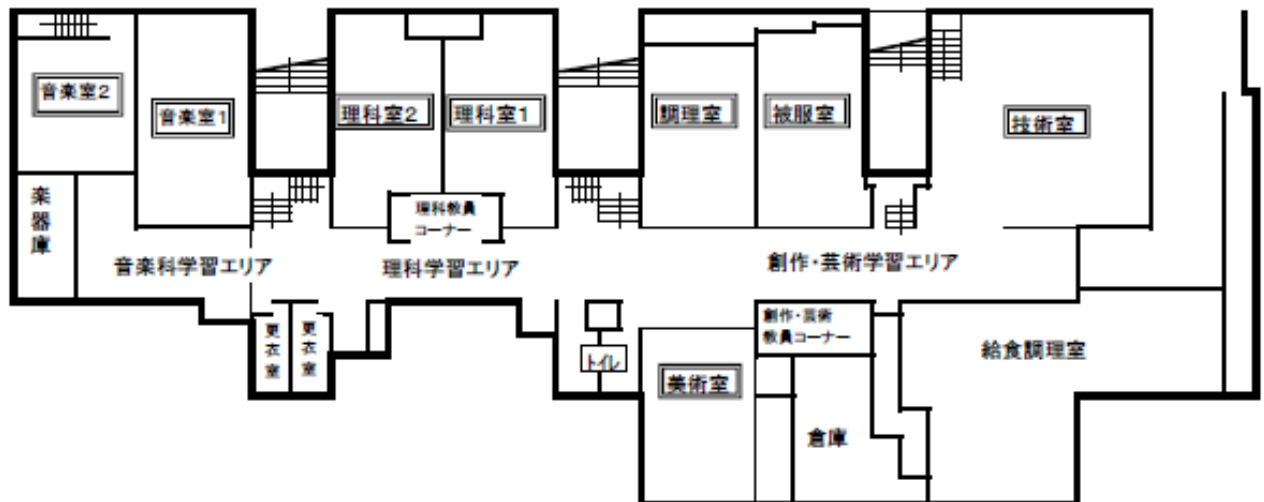 音楽室2
音楽室1
理科室2
理科室1
調理室
被服室
技術室
楽器庫
理科教員
コーナー
音楽科学習エリア
理科学習エリア
創作・芸術学習エリア
更衣室
更衣室
トイレ
創作・芸術
教員コーナー
美術室
倉庫
給食調理室